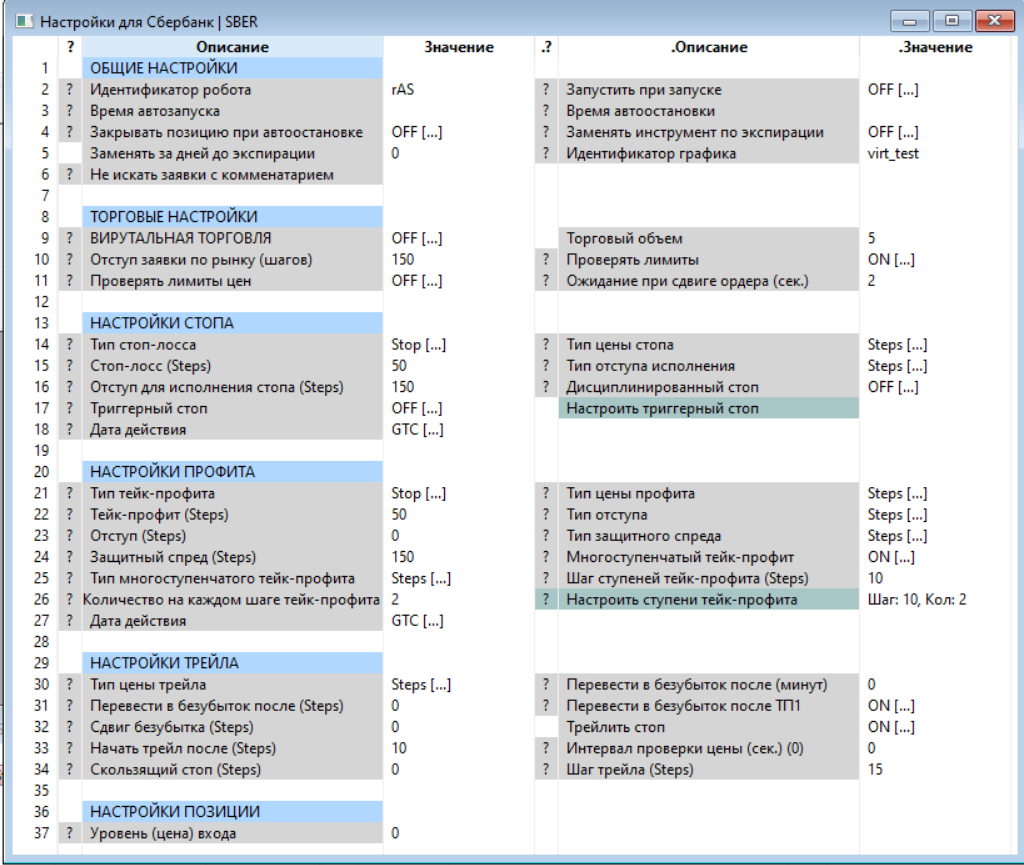 Настройки для Сбербанк | SBER
? Описание Значение .? .Описание .Значение
1 ОБЩИЕ НАСТРОЙКИ
2 ? Идентификатор робота rAS ? Запустить при запуске OFF [...]
3 ? Время автозапуска ? Время автоостановки
4 ? Закрывать позицию при автоостановке OFF [...] ? Заменять инструмент по экспирации OFF [...]
5 Заменять за дней до экспирации 0 ? Идентификатор графика virt_test
6 ? Не искать заявки с комменатарием
7
8 ТОРГОВЫЕ НАСТРОЙКИ
9 ? ВИРУТАЛЬНАЯ ТОРГОВЛЯ OFF [...] Торговый объем 5
10 ? Отступ заявки по рынку (шагов) 150 ? Проверять лимиты ON [...]
11 ? Проверять лимиты цен OFF [...] ? Ожидание при сдвиге ордера (сек.) 2
12
13 НАСТРОЙКИ СТОПА
14 ? Тип стоп-лосса Stop [...] ? Тип цены стопа Steps [...]
15 ? Стоп-лосс (Steps) 50 ? Тип отступа исполнения Steps [...]
16 ? Отступ для исполнения стопа (Steps) 150 ? Дисциплинированный стоп OFF [...]
17 ? Триггерный стоп OFF [...] Настроить триггерный стоп
18 ? Дата действия GTC [...]
19
20 НАСТРОЙКИ ПРОФИТА
21 ? Тип тейк-профита Stop [...] ? Тип цены профита Steps [...]
22 ? Тейк-профит (Steps) 50 ? Тип отступа Steps [...]
23 ? Отступ (Steps) 0 ? Тип защитного спреда Steps [...]
24 ? Защитный спред (Steps) 150 ? Многоступенчатый тейк-профит ON [...]
25 ? Тип многоступенчатого тейк-профита Steps [...] ? Шаг ступеней тейк-профита (Steps) 10
26 ? Количество на каждом шаге тейк-профита 2 ? Настроить ступени тейк-профита Шаг: 10, Кол: 2
27 ? Дата действия GTC [...]
28
29 НАСТРОЙКИ ТРЕЙЛА
30 ? Тип цены трейла Steps [...] ? Перевести в безубыток после (минут) 0
31 ? Перевести в безубыток после (Steps) 0 ? Перевести в безубыток после ТП1 ON [...]
32 ? Сдвиг безубытка (Steps) 0 Трейлить стоп ON [...]
33 ? Начать трейл после (Steps) 10 ? Интервал проверки цены (сек.) (0) 0
34 ? Скользящий стоп (Steps) 0 ? Шаг трейла (Steps) 15
35
36 НАСТРОЙКИ ПОЗИЦИИ
37 ? Уровень (цена) входа 0